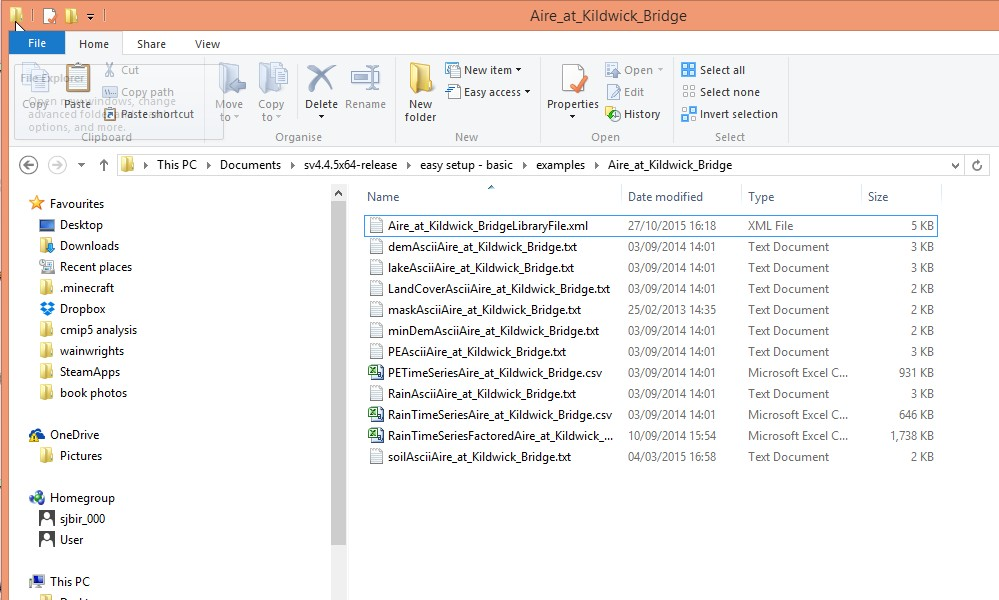 Aire_at_Kildwick_Bridge
File Home Share View
File Explorer
Open new windows, change
advanced folder
options, and more.
Copy
Paste
Cut
Copy path
Paste shortcut
Clipboard
Move
to
Copy
to
Delete
Rename
Organise
New
folder
New item
Easy access
New
Properties
Open
Edit
History
Open
Select all
Select none
Invert selection
Select
This PC Documents sv4.4.5x64-release easy setup - basic examples Aire_at_Kildwick_Bridge
Favourites
Desktop
Downloads
Recent places
.minecraft
Dropbox
cmip5 analysis
wainwrights
SteamApps
book photos
OneDrive
Pictures
Homegroup
sjbir_000
User
This PC
Name Date modified Type Size
Aire_at_Kildwick_BridgeLibraryFile.xml 27/10/2015 16:18 XML File 5 KB
demAsciiAire_at_Kildwick_Bridge.txt 03/09/2014 14:01 Text Document 3 KB
lakeAsciiAire_at_Kildwick_Bridge.txt 03/09/2014 14:01 Text Document 3 KB
LandCoverAsciiAire_at_Kildwick_Bridge.txt 03/09/2014 14:01 Text Document 2 KB
maskAsciiAire_at_Kildwick_Bridge.txt 25/02/2013 14:35 Text Document 2 KB
minDemAsciiAire_at_Kildwick_Bridge.txt 03/09/2014 14:01 Text Document 3 KB
PEAsciiAire_at_Kildwick_Bridge.txt 03/09/2014 14:01 Text Document 3 KB
PETimeSeriesAire_at_Kildwick_Bridge.csv 03/09/2014 14:01 Microsoft Excel C... 931 KB
RainAsciiAire_at_Kildwick_Bridge.txt 03/09/2014 14:01 Text Document 3 KB
RainTimeSeriesAire_at_Kildwick_Bridge.csv 03/09/2014 14:01 Microsoft Excel C... 646 KB
RainTimeSeriesFactoredAire_at_Kildwick_... 10/09/2014 15:54 Microsoft Excel C... 1,738 KB
soilAsciiAire_at_Kildwick_Bridge.txt 04/03/2015 16:58 Text Document 2 KB